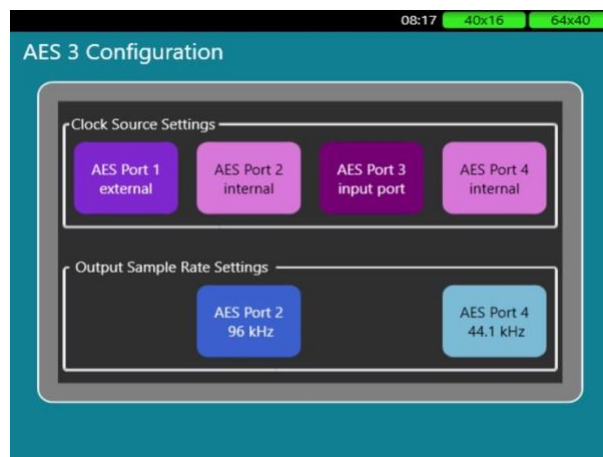 08:17 40x16 64x40
AES 3 Configuration
Clock Source Settings
AES Port 1 AES Port 2 AES Port 3 AES Port 4
external internal input port internal
Output Sample Rate Settings
AES Port 2 AES Port 4
96 kHz 44.1 kHz